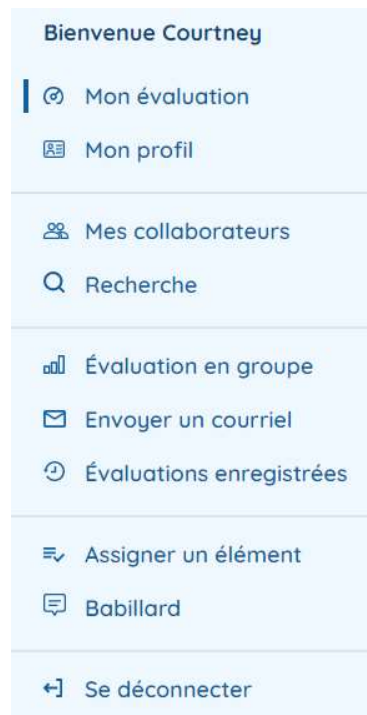 Bienvenue Courtney
Mon évaluation
Mon profil
Mes collaborateurs
Recherche
Évaluation en groupe
Envoyer un courriel
Évaluations enregistrées
Assigner un élément
Babillard
Se déconnecter